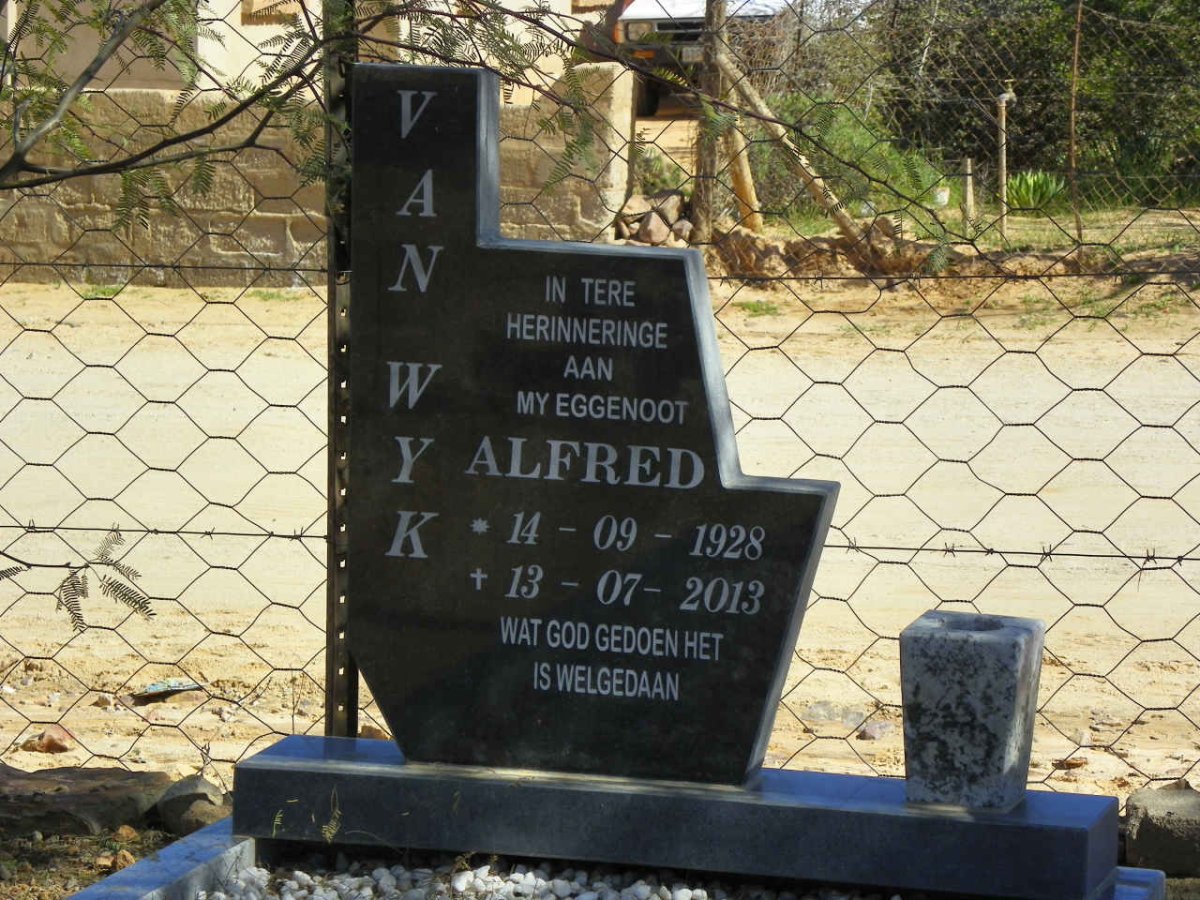 VAN WYK
IN TERE
HERINNERINGE
AAN
MY EGGENOOT
ALFRED
* 14 - 09 - 1928
✝ 13 - 07 - 2013
WAT GOD GEDOEN HET
IS WELGEDAAN